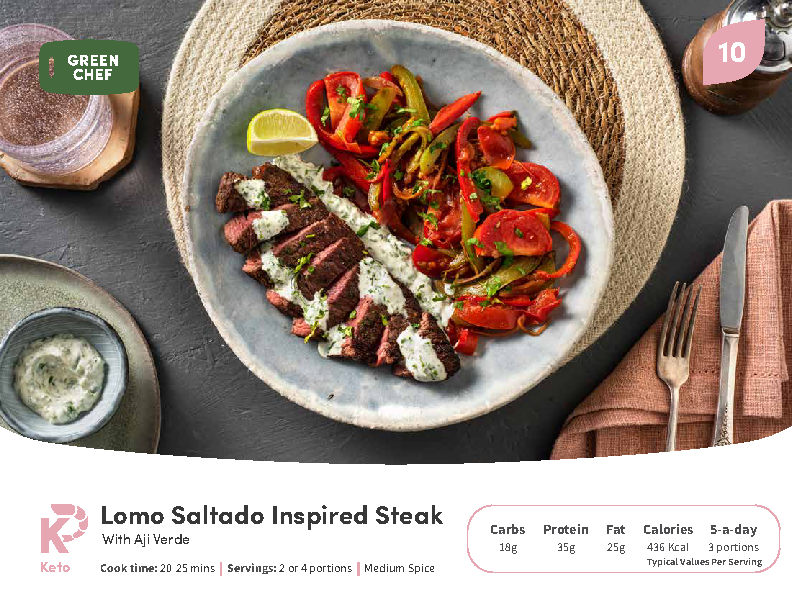 GREEN
CHEF
10
Lomo Saltado Inspired Steak
With Aji Verde
Keto
Cook time: 20 25 mins | Servings: 2 or 4 portions | Medium Spice
Carbs Protein Fat Calories 5-a-day
18g 35g 25g 436 Kcal 3 portions
Typical Values Per Serving